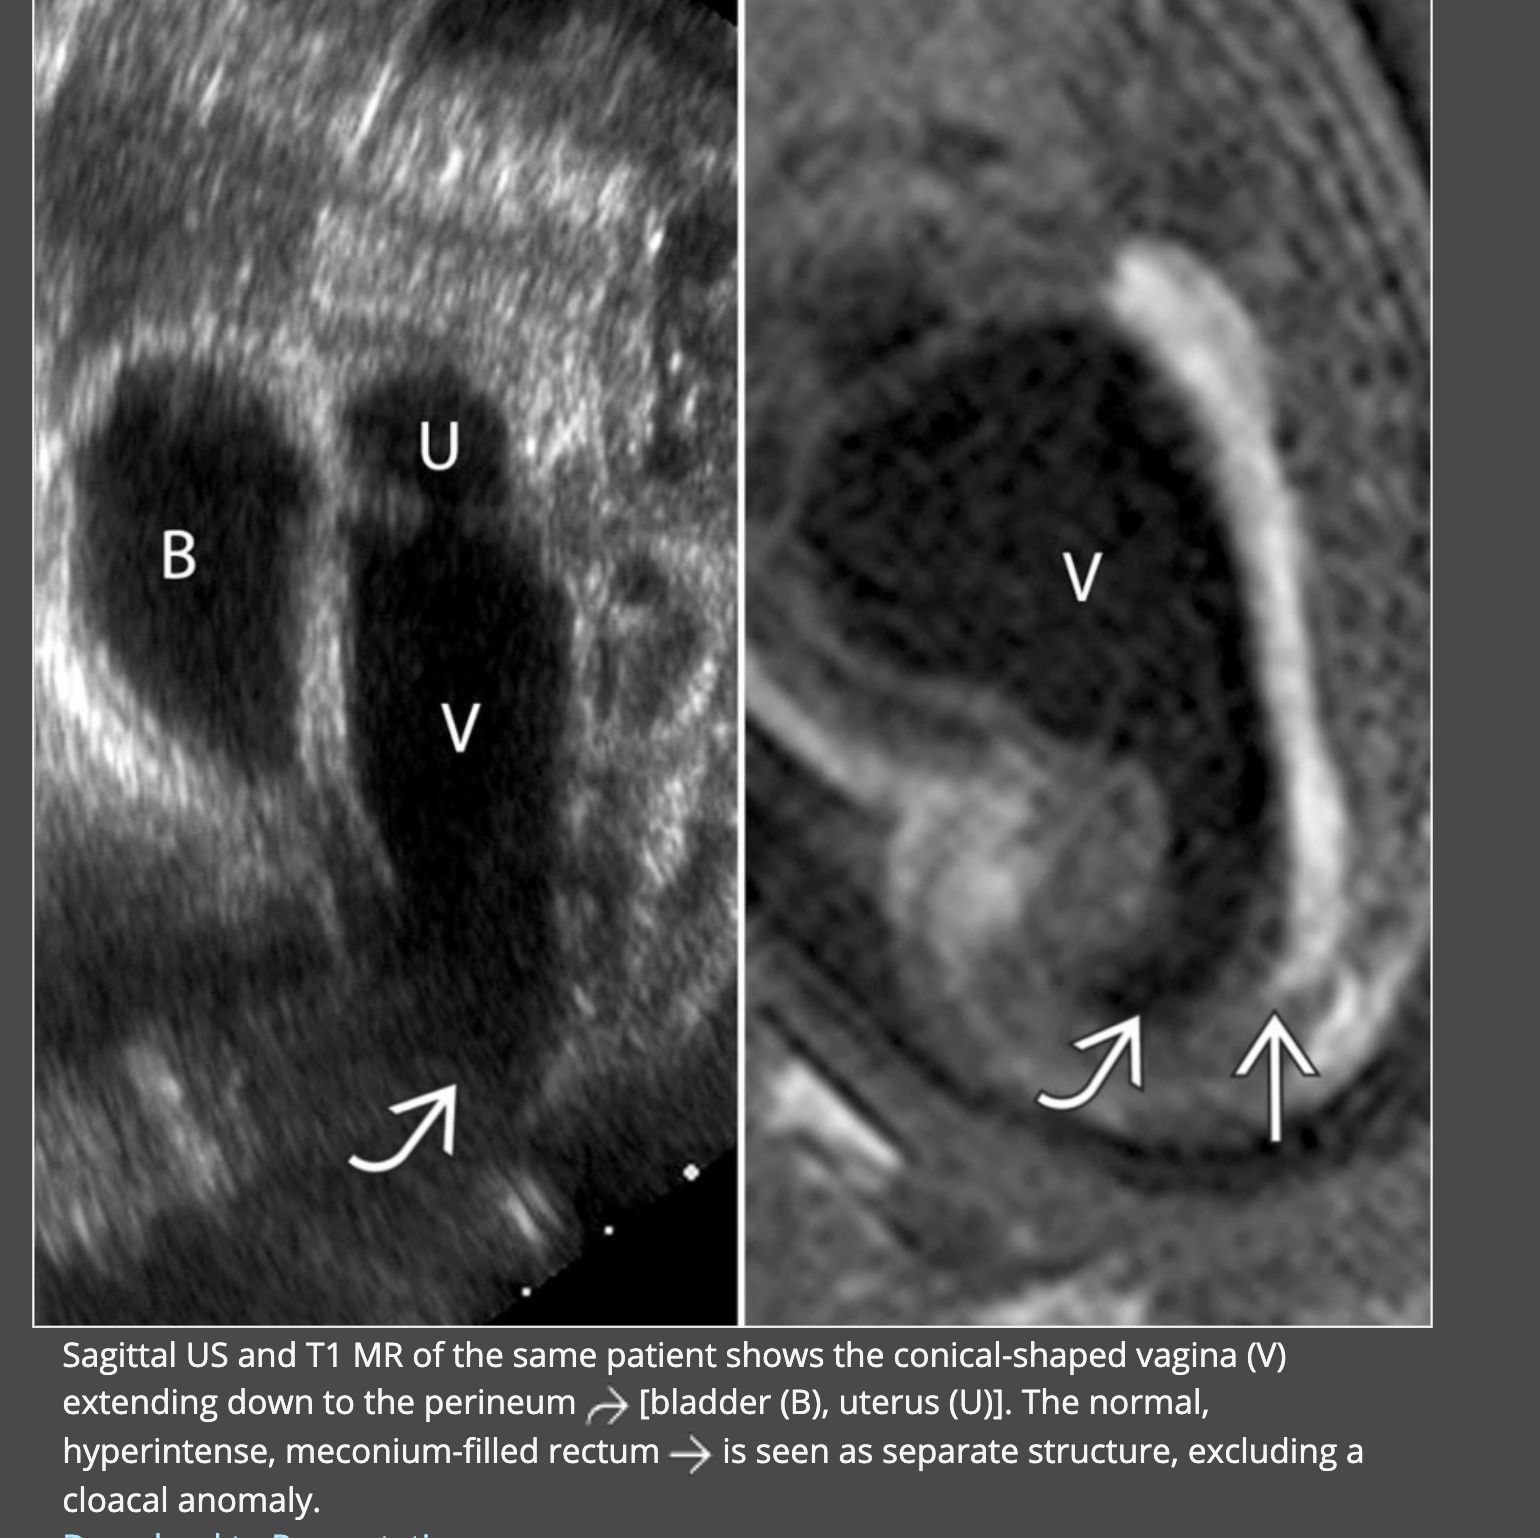 U
B
V
V
Sagittal US and T1 MR of the same patient shows the conical-shaped vagina (V)
extending down to the perineum [bladder (B), uterus (U)]. The normal,
hyperintense, meconium-filled rectum is seen as separate structure, excluding a
cloacal anomaly.